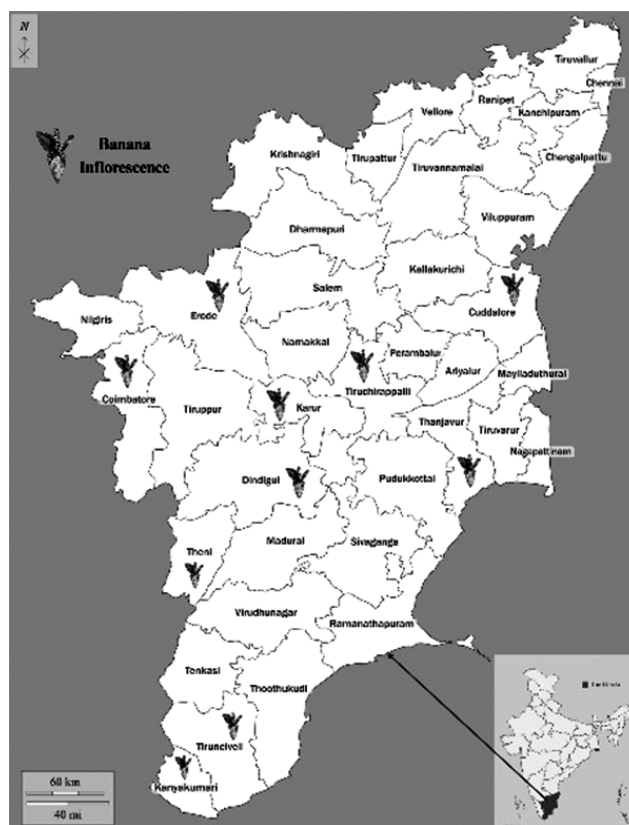 N
Banana
Inflorescence
Tiruvallur
Chennai
Ranipet
Vellore
Kanchipuram
Tirupattur
Krishnagiri
Tiruvannamalai
Chengalpattu
Viluppuram
Dharmapuri
Kallakurichi
Salem
Cuddalore
Erode
Nilgiris
Namakkal
Perambalur
Ariyalur
Mayiladuthurai
Tiruchirappalli
Coimbatore
Tiruppur
Karur
Thanjavur
Tiruvarur
Nagapattinam
Dindigul
Pudukkottai
Theni
Madurai
Sivaganga
Virudhunagar
Ramanathapuram
Tenkasi
Thoothukudi
Tirunelveli
Kanyakumari
60 km
40 mi